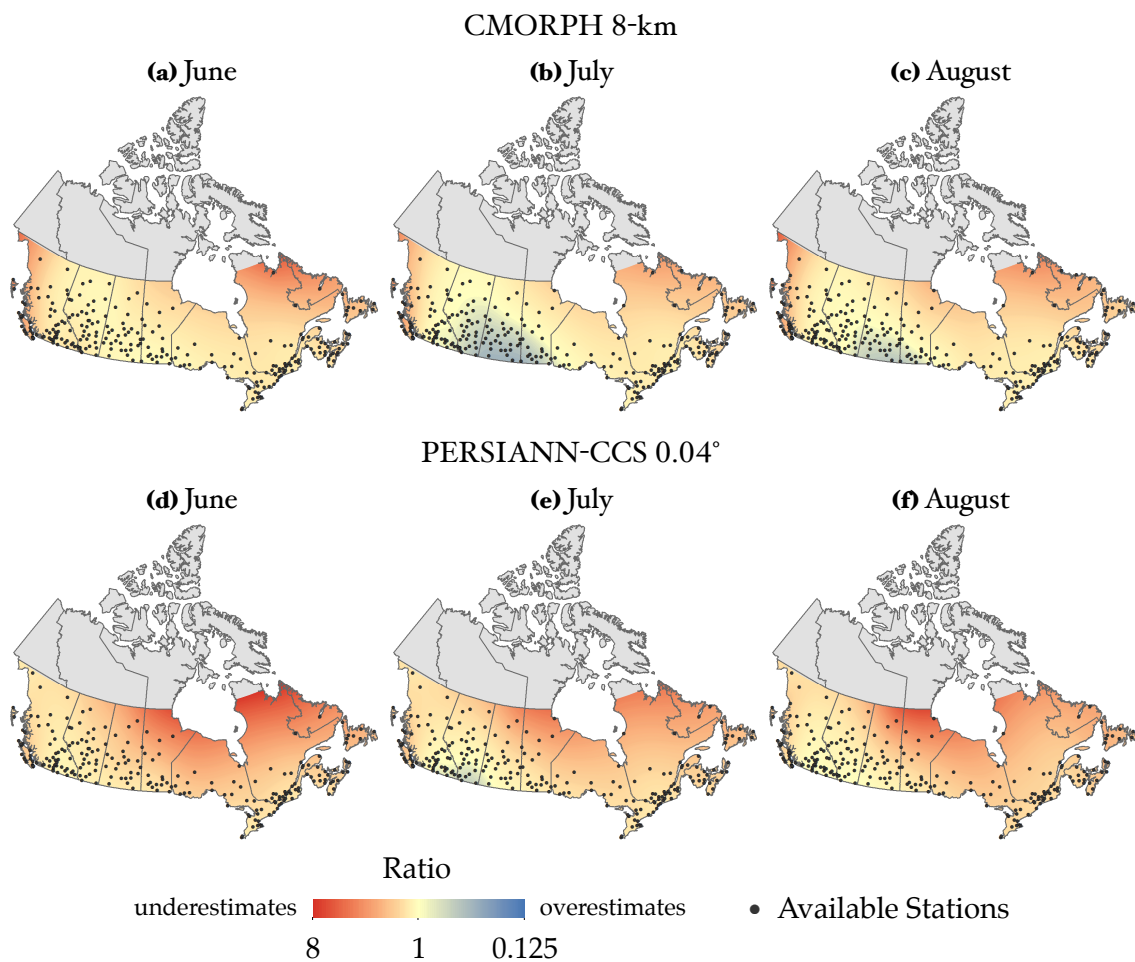 CMORPH 8-km
(a) June
(b) July
(c) August
PERSIANN-CCS 0.04°
(d) June
(e) July
(f) August
Ratio
underestimates
overestimates
• Available Stations
8
1
0.125